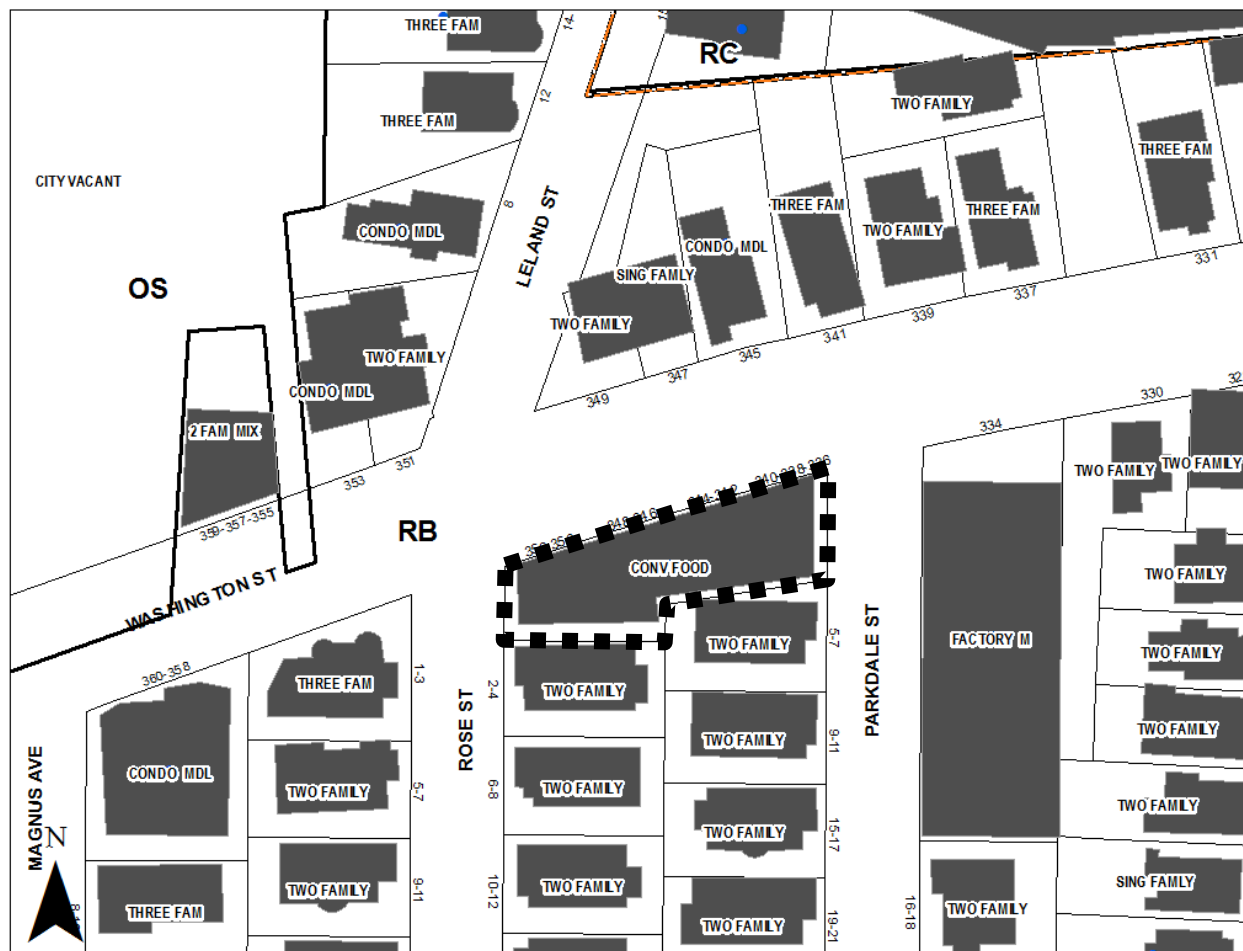 THREE FAM
14-
RC
THREE FAM
12
TWO FAMILY
THREE FAM
CITY VACANT
8
LELAND ST
THREE FAM
THREE FAM
CONDO MDL
TWO FAMILY
CONDO MDL
331
SING FAMLY
OS
337
339
TWO FAMILY
341
345
TWO FAMILY
347
CONDO MDL
349
330
32
334
2 FAM MIX
351
TWO FAMILY
TWO FAMILY
353
359-357-355
RB
CONV FOOD
TWO FAMILY
WASHINGTON ST
5-7
TWO FAMILY
FACTORY M
PARKDALE ST
TWO FAMILY
360-358
1-3
THREE FAM
2-4
TWO FAMILY
ROSE ST
9-11
TWO FAMILY
TWO FAMILY
CONDO MDL
5-7
TWO FAMILY
6-8
TWO FAMILY
MAGNUS AVE
TWO FAMILY
N
15-17
TWO FAMILY
9-11
TWO FAMILY
10-12
TWO FAMILY
SING FAMLY
THREE FAM
16-18
TWO FAMILY
19-21
TWO FAMILY